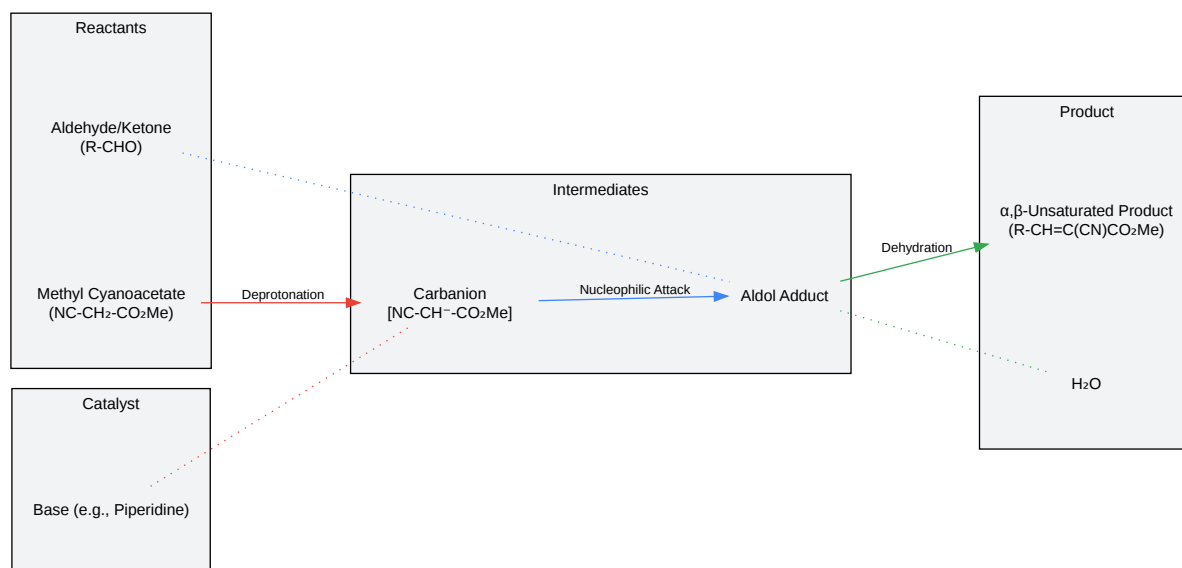 Reactants
Aldehyde/Ketone
(R-CHO)
Methyl Cyanoacetate
(NC-CH₂-CO₂Me)
Catalyst
Base (e.g., Piperidine)
Deprotonation
Intermediates
Carbanion
[NC-CH⁻-CO₂Me]
Nucleophilic Attack
Aldol Adduct
Dehydration
Product
α,β-Unsaturated Product
(R-CH=C(CN)CO₂Me)
H₂O